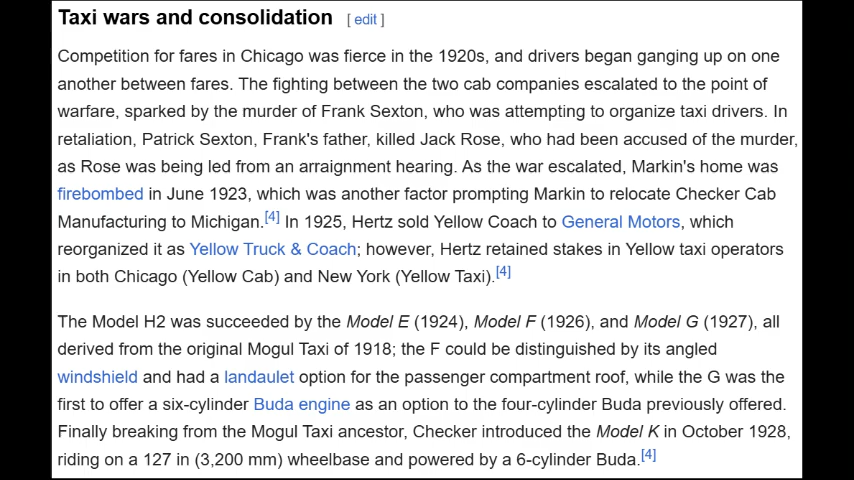 Taxi wars and consolidation [ edit ]
Competition for fares in Chicago was fierce in the 1920s, and drivers began ganging up on one
another between fares. The fighting between the two cab companies escalated to the point of
warfare, sparked by the murder of Frank Sexton, who was attempting to organize taxi drivers. In
retaliation, Patrick Sexton, Frank's father, killed Jack Rose, who had been accused of the murder,
as Rose was being led from an arraignment hearing. As the war escalated, Markin's home was
firebombed in June 1923, which was another factor prompting Markin to relocate Checker Cab
Manufacturing to Michigan.[4] In 1925, Hertz sold Yellow Coach to General Motors, which
reorganized it as Yellow Truck & Coach; however, Hertz retained stakes in Yellow taxi operators
in both Chicago (Yellow Cab) and New York (Yellow Taxi).[4]
The Model H2 was succeeded by the Model E (1924), Model F (1926), and Model G (1927), all
derived from the original Mogul Taxi of 1918; the F could be distinguished by its angled
windshield and had a landaulet option for the passenger compartment roof, while the G was the
first to offer a six-cylinder Buda engine as an option to the four-cylinder Buda previously offered.
Finally breaking from the Mogul Taxi ancestor, Checker introduced the Model K in October 1928,
riding on a 127 in (3,200 mm) wheelbase and powered by a 6-cylinder Buda.[4]